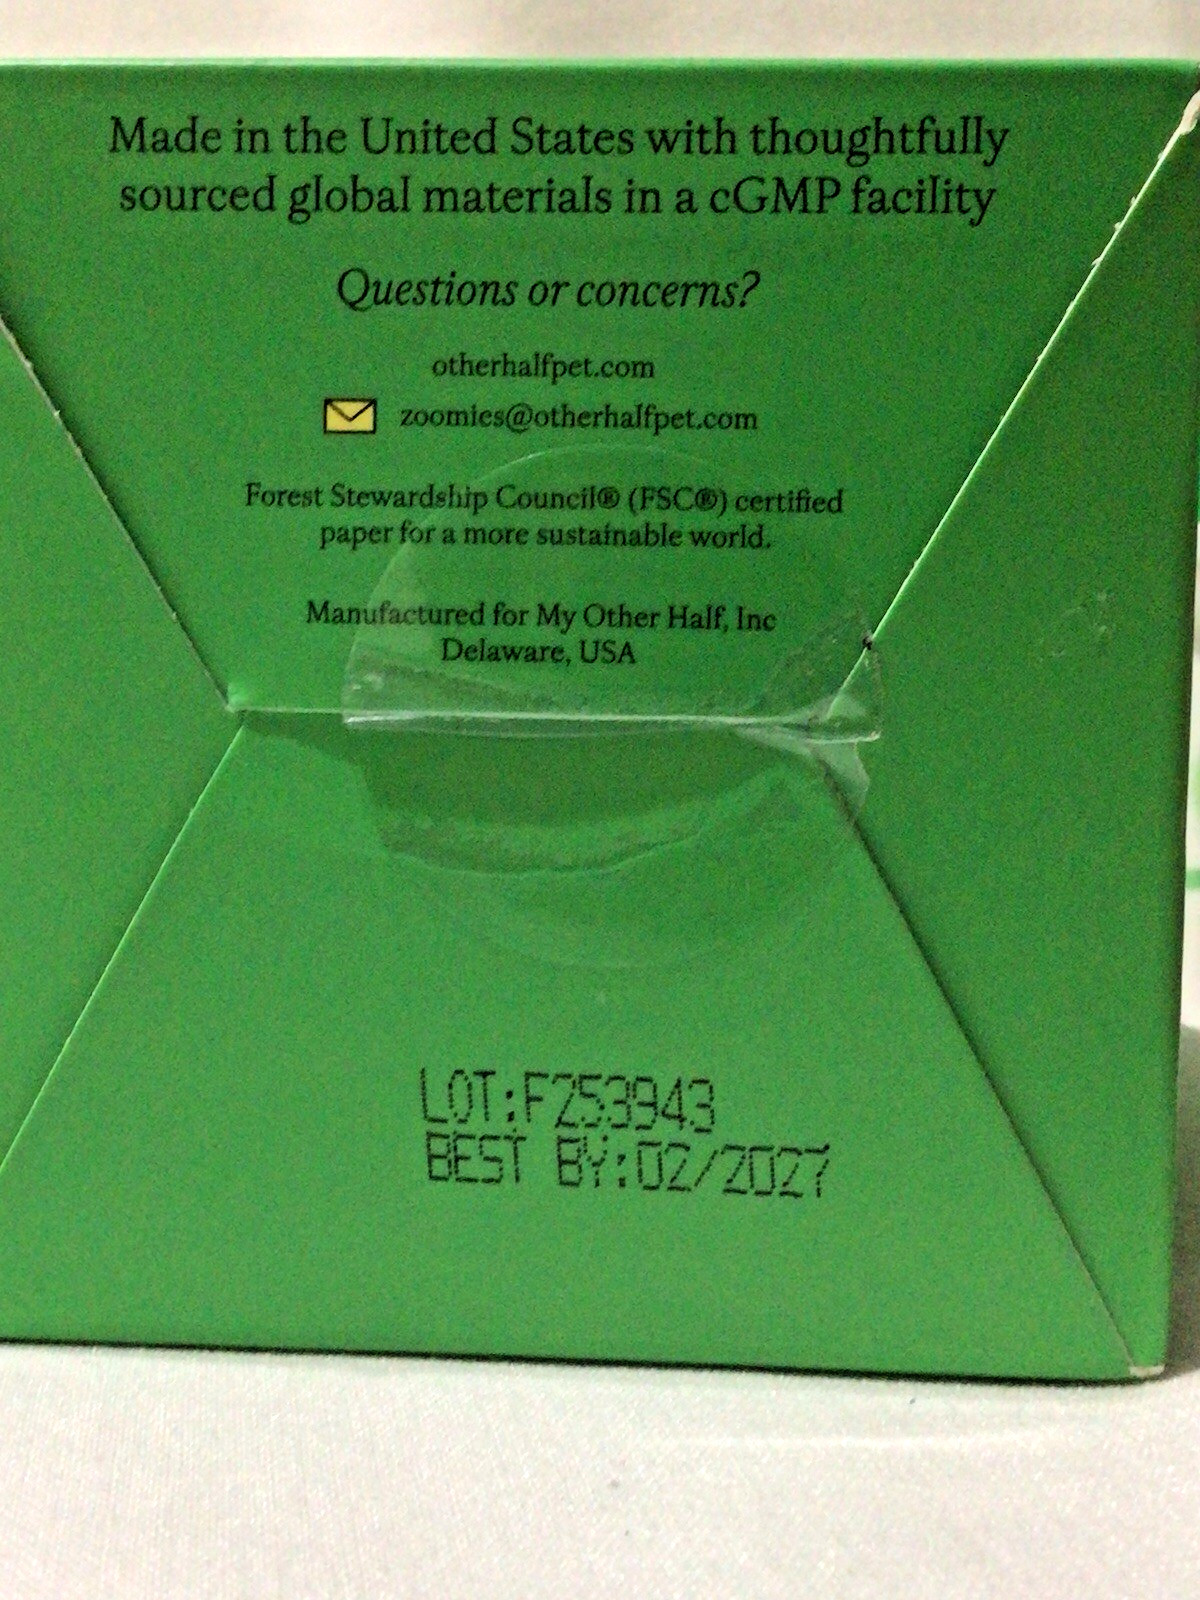 Made in the United States with thoughtfully
sourced global materials in a cGMP facility
Questions or concerns?
otherhalfpet.com
zoomies@otherhalfpet.com
Forest Stewardship Council® (FSC®) certified
paper for a more sustainable world.
Manufactured for My Other Half, Inc
Delaware, USA
LOT:F253943
BEST BY:02/2027